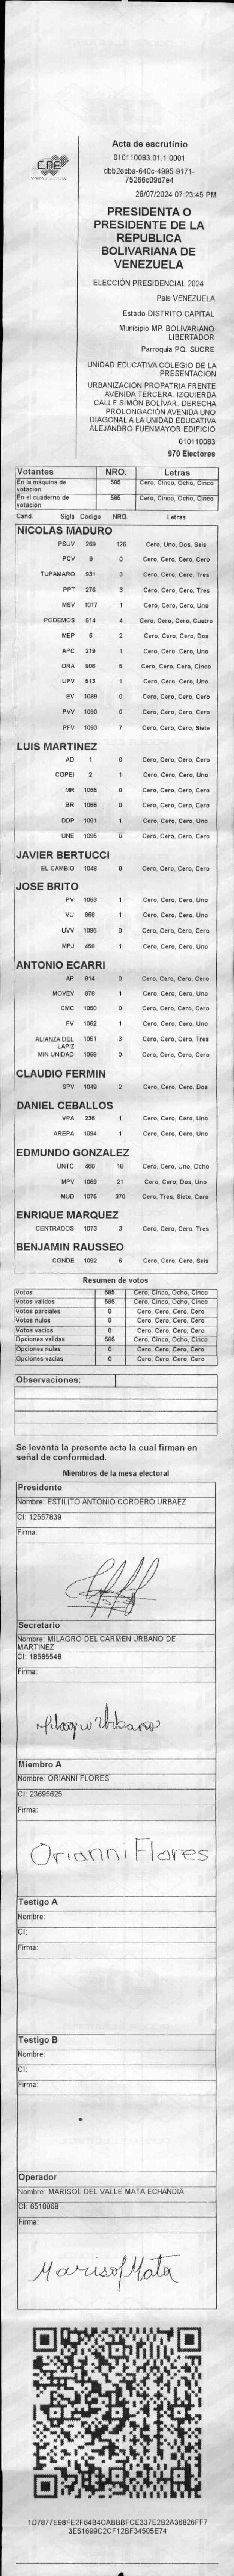 CNE
Acta de escrutinio
010110083.01.1.0001
dbb2ecba-640c-4995-9171-
75266c09d7e4
28/07/2024 07:23:45 PM
PRESIDENTA O
PRESIDENTE DE LA
REPUBLICA
BOLIVARIANA DE
VENEZUELA
ELECCIÓN PRESIDENCIAL 2024
País VENEZUELA
Estado DISTRITO CAPITAL
Municipio MP. BOLIVARIANO
LIBERTADOR
Parroquia PQ. SUCRE
UNIDAD EDUCATIVA COLEGIO DE LA
PRESENTACION
URBANIZACION PROPATRIA FRENTE
AVENIDA TERCERA. IZQUIERDA
CALLE SIMÓN BOLÍVAR. DERECHA
PROLONGACIÓN AVENIDA UNO
DIAGONAL A LA UNIDAD EDUCATIVA
ALEJANDRO FUENMAYOR EDIFICIO
010110083
970 Electores
Votantes NRO. Letras
En la máquina de votación 585 Cero, Cinco, Ocho, Cinco
En el cuaderno de votación 585 Cero, Cinco, Ocho, Cinco
Cand. Sigla Código NRO. Letras
NICOLAS MADURO
PSUV 269 126 Cero, Uno, Dos, Seis
PCV 9 0 Cero, Cero, Cero, Cero
TUPAMARO 931 3 Cero, Cero, Cero, Tres
PPT 276 3 Cero, Cero, Cero, Tres
MSV 1017 1 Cero, Cero, Cero, Uno
PODEMOS 514 4 Cero, Cero, Cero, Cuatro
MEP 6 2 Cero, Cero, Cero, Dos
APC 219 1 Cero, Cero, Cero, Uno
ORA 906 5 Cero, Cero, Cero, Cinco
UPV 513 1 Cero, Cero, Cero, Uno
EV 1089 0 Cero, Cero, Cero, Cero
PVV 1090 0 Cero, Cero, Cero, Cero
PFV 1093 7 Cero, Cero, Cero, Siete
LUIS MARTINEZ
AD 1 0 Cero, Cero, Cero, Cero
COPEI 2 1 Cero, Cero, Cero, Uno
MR 1066 0 Cero, Cero, Cero, Cero
BR 1088 0 Cero, Cero, Cero, Cero
DDP 1091 1 Cero, Cero, Cero, Uno
UNE 1095 0 Cero, Cero, Cero, Cero
JAVIER BERTUCCI
EL CAMBIO 1048 0 Cero, Cero, Cero, Cero
JOSE BRITO
PV 1053 1 Cero, Cero, Cero, Uno
VU 868 1 Cero, Cero, Cero, Uno
UVV 1096 0 Cero, Cero, Cero, Cero
MPJ 458 1 Cero, Cero, Cero, Uno
ANTONIO ECARRI
AP 814 0 Cero, Cero, Cero, Cero
MOVEV 878 1 Cero, Cero, Cero, Uno
CMC 1050 0 Cero, Cero, Cero, Cero
FV 1052 1 Cero, Cero, Cero, Uno
ALIANZA DEL 1051 3 Cero, Cero, Cero, Tres
LAPIZ
MIN UNIDAD 1068 0 Cero, Cero, Cero, Cero
CLAUDIO FERMIN
SPV 1049 2 Cero, Cero, Cero, Dos
DANIEL CEBALLOS
VPA 236 1 Cero, Cero, Cero, Uno
AREPA 1094 1 Cero, Cero, Cero, Uno
EDMUNDO GONZALEZ
UNTC 460 18 Cero, Cero, Uno, Ocho
MPV 1069 21 Cero, Cero, Dos, Uno
MUD 1075 370 Cero, Tres, Siete, Cero
ENRIQUE MARQUEZ
CENTRADOS 1073 3 Cero, Cero, Cero, Tres
BENJAMIN RAUSSEO
CONDE 1092 6 Cero, Cero, Cero, Seis
Resumen de votos
Votos 585 Cero, Cinco, Ocho, Cinco
Votos validos 585 Cero, Cinco, Ocho, Cinco
Votos parciales 0 Cero, Cero, Cero, Cero
Votos nulos 0 Cero, Cero, Cero, Cero
Votos vacios 0 Cero, Cero, Cero, Cero
Opciones validas 585 Cero, Cinco, Ocho, Cinco
Opciones nulas 0 Cero, Cero, Cero, Cero
Opciones vacias 0 Cero, Cero, Cero, Cero
Observaciones:
Se levanta la presente acta la cual firman en
señal de conformidad.
Miembros de la mesa electoral
Presidente
Nombre: ESTILITO ANTONIO CORDERO URBAEZ
CI: 12557839
Firma:
Secretario
Nombre: MILAGRO DEL CARMEN URBANO DE
MARTINEZ
CI: 18585548
Firma:
Milagro Urbano
Miembro A
Nombre: ORIANNI FLORES
CI: 23695625
Firma:
Orianni Flores
Testigo A
Nombre:
CI:
Firma:
Testigo B
Nombre:
CI:
Firma:
Operador
Nombre: MARISOL DEL VALLE MATA ECHANDIA
CI: 6510068
Firma:
Marisol Mata
1D7877E98FE2F64B4CABBBFCE337E2B2A36826FF7
3E51699C2CF12BF34505E74